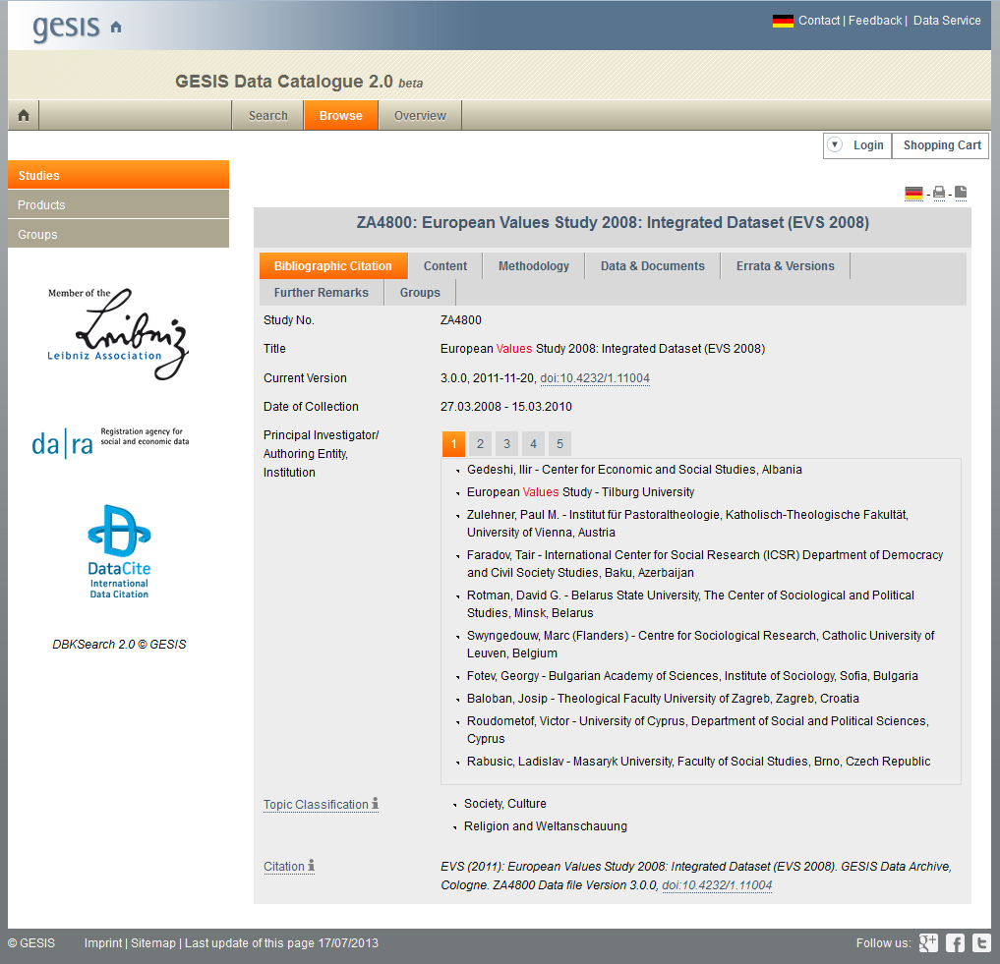 gesis
Contact | Feedback | Data Service
GESIS Data Catalogue 2.0 beta
Search Browse Overview
Login Shopping Cart
Studies
Products
Groups
Member of the
Leibniz
Leibniz Association
da|ra Registration agency for
social and economic data
DataCite
International
Data Citation
DBKSearch 2.0 © GESIS
- -
ZA4800: European Values Study 2008: Integrated Dataset (EVS 2008)
Bibliographic Citation Content Methodology Data & Documents Errata & Versions
Further Remarks Groups
Study No. ZA4800
Title European Values Study 2008: Integrated Dataset (EVS 2008)
Current Version 3.0.0, 2011-11-20, doi:10.4232/1.11004
Date of Collection 27.03.2008 - 15.03.2010
Principal Investigator/
Authoring Entity,
Institution
1 2 3 4 5
Gedeshi, Ilir - Center for Economic and Social Studies, Albania
European Values Study - Tilburg University
Zulehner, Paul M. - Institut für Pastoraltheologie, Katholisch-Theologische Fakultät,
University of Vienna, Austria
Faradov, Tair - International Center for Social Research (ICSR) Department of Democracy
and Civil Society Studies, Baku, Azerbaijan
Rotman, David G. - Belarus State University, The Center of Sociological and Political
Studies, Minsk, Belarus
Swyngedouw, Marc (Flanders) - Centre for Sociological Research, Catholic University of
Leuven, Belgium
Fotev, Georgy - Bulgarian Academy of Sciences, Institute of Sociology, Sofia, Bulgaria
Baloban, Josip - Theological Faculty University of Zagreb, Zagreb, Croatia
Roudometof, Victor - University of Cyprus, Department of Social and Political Sciences,
Cyprus
Rabusic, Ladislav - Masaryk University, Faculty of Social Studies, Brno, Czech Republic
Topic Classification i
Society, Culture
Religion and Weltanschauung
Citation i
EVS (2011): European Values Study 2008: Integrated Dataset (EVS 2008). GESIS Data Archive,
Cologne. ZA4800 Data file Version 3.0.0, doi:10.4232/1.11004
© GESIS Imprint | Sitemap | Last update of this page 17/07/2013
Follow us: g+ f t